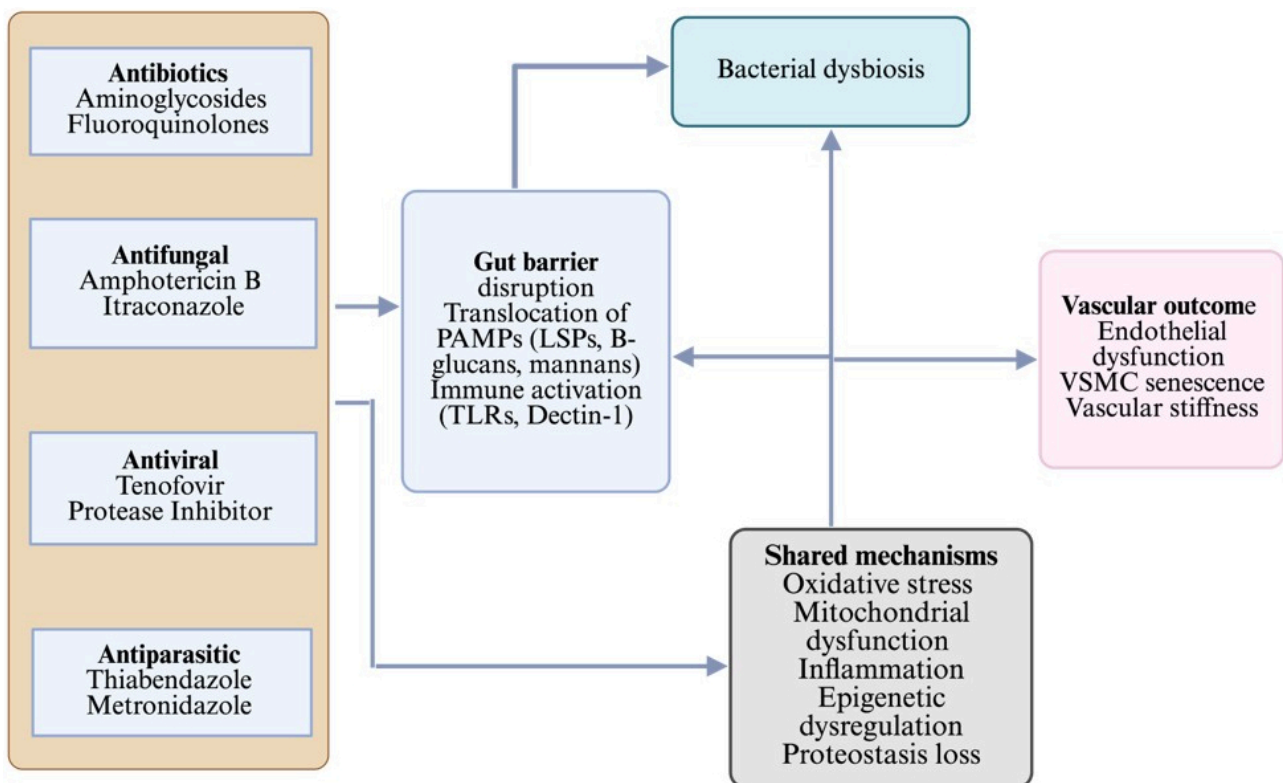 Antibiotics
Aminoglycosides
Fluoroquinolones
Antifungal
Amphotericin B
Itraconazole
Antiviral
Tenofovir
Protease Inhibitor
Antiparasitic
Thiabendazole
Metronidazole
Gut barrier
disruption
Translocation of
PAMPs (LSPs, B-
glucans, mannans)
Immune activation
(TLRs, Dectin-1)
Bacterial dysbiosis
Shared mechanisms
Oxidative stress
Mitochondrial
dysfunction
Inflammation
Epigenetic
dysregulation
Proteostasis loss
Vascular outcome
Endothelial
dysfunction
VSMC senescence
Vascular stiffness